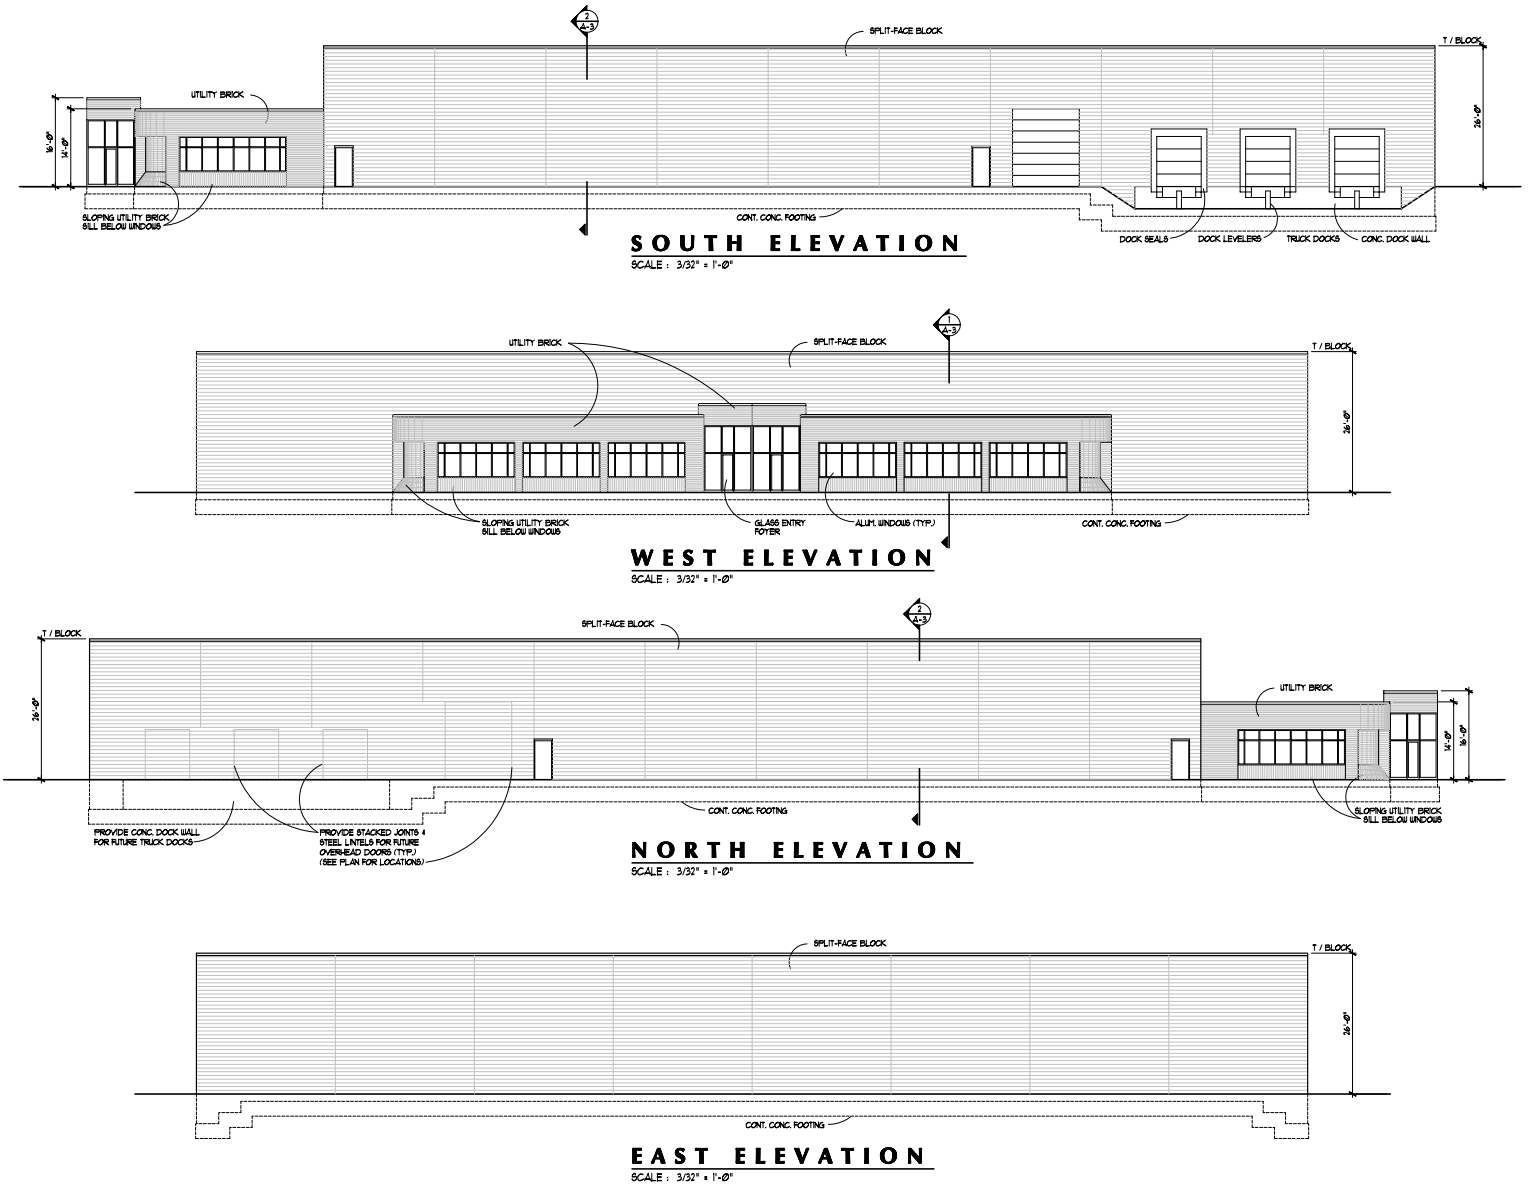 2
A-3
SPLIT-FACE BLOCK
T / BLOCK
UTILITY BRICK
16'-0"
14'-0"
26'-0"
SLOPING UTILITY BRICK
SILL BELOW WINDOWS
CONT. CONC. FOOTING
DOCK SEALS
DOCK LEVELERS
TRUCK DOCKS
CONC. DOCK WALL
SOUTH ELEVATION
SCALE : 3/32" = 1'-0"
1
A-3
UTILITY BRICK
SPLIT-FACE BLOCK
T / BLOCK
26'-0"
SLOPING UTILITY BRICK
SILL BELOW WINDOWS
GLASS ENTRY
FOYER
ALUM. WINDOWS (TYP.)
CONT. CONC. FOOTING
WEST ELEVATION
SCALE : 3/32" = 1'-0"
2
A-3
SPLIT-FACE BLOCK
T / BLOCK
UTILITY BRICK
26'-0"
14'-0"
16'-0"
CONT. CONC. FOOTING
SLOPING UTILITY BRICK
SILL BELOW WINDOWS
PROVIDE CONC. DOCK WALL
FOR FUTURE TRUCK DOCKS
PROVIDE STACKED JOINTS &
STEEL LINTELS FOR FUTURE
OVERHEAD DOORS (TYP.)
(SEE PLAN FOR LOCATIONS)
NORTH ELEVATION
SCALE : 3/32" = 1'-0"
SPLIT-FACE BLOCK
T / BLOCK
26'-0"
CONT. CONC. FOOTING
EAST ELEVATION
SCALE : 3/32" = 1'-0"